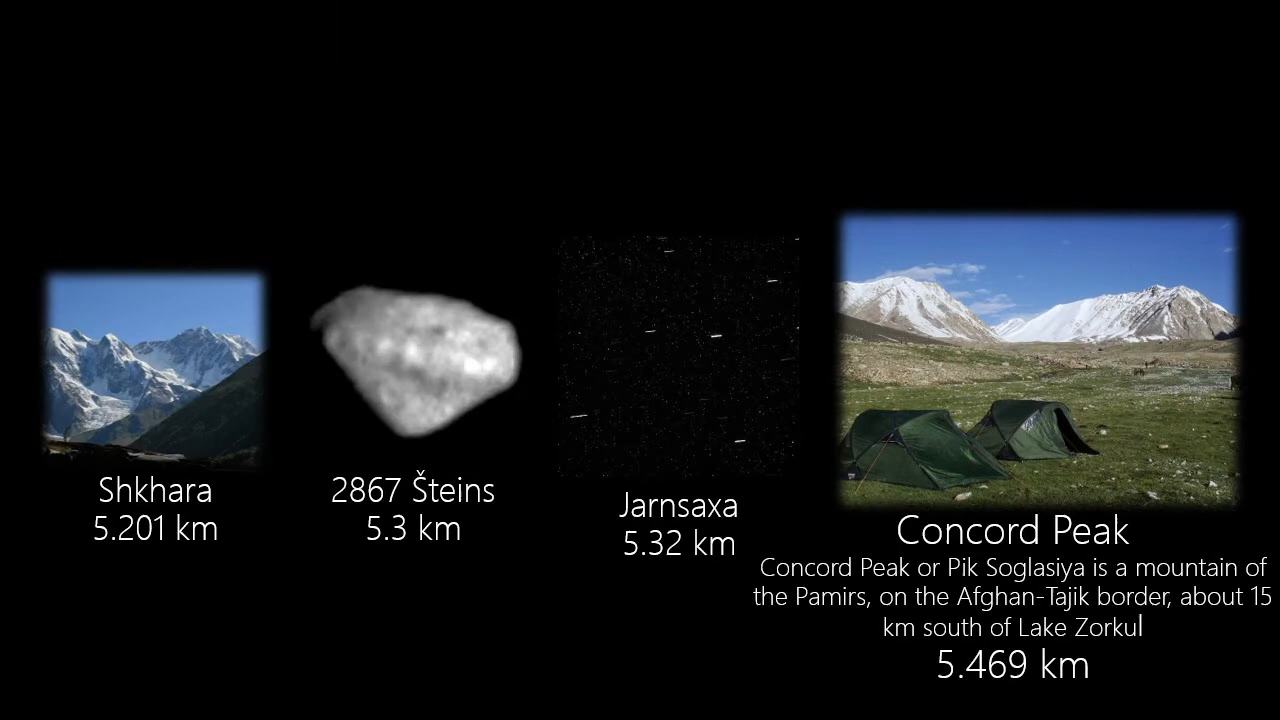 Shkhara
5.201 km
2867 Šteins
5.3 km
Jarnsaxa
5.32 km
Concord Peak
Concord Peak or Pik Soglasiya is a mountain of
the Pamirs, on the Afghan-Tajik border, about 15
km south of Lake Zorkul
5.469 km